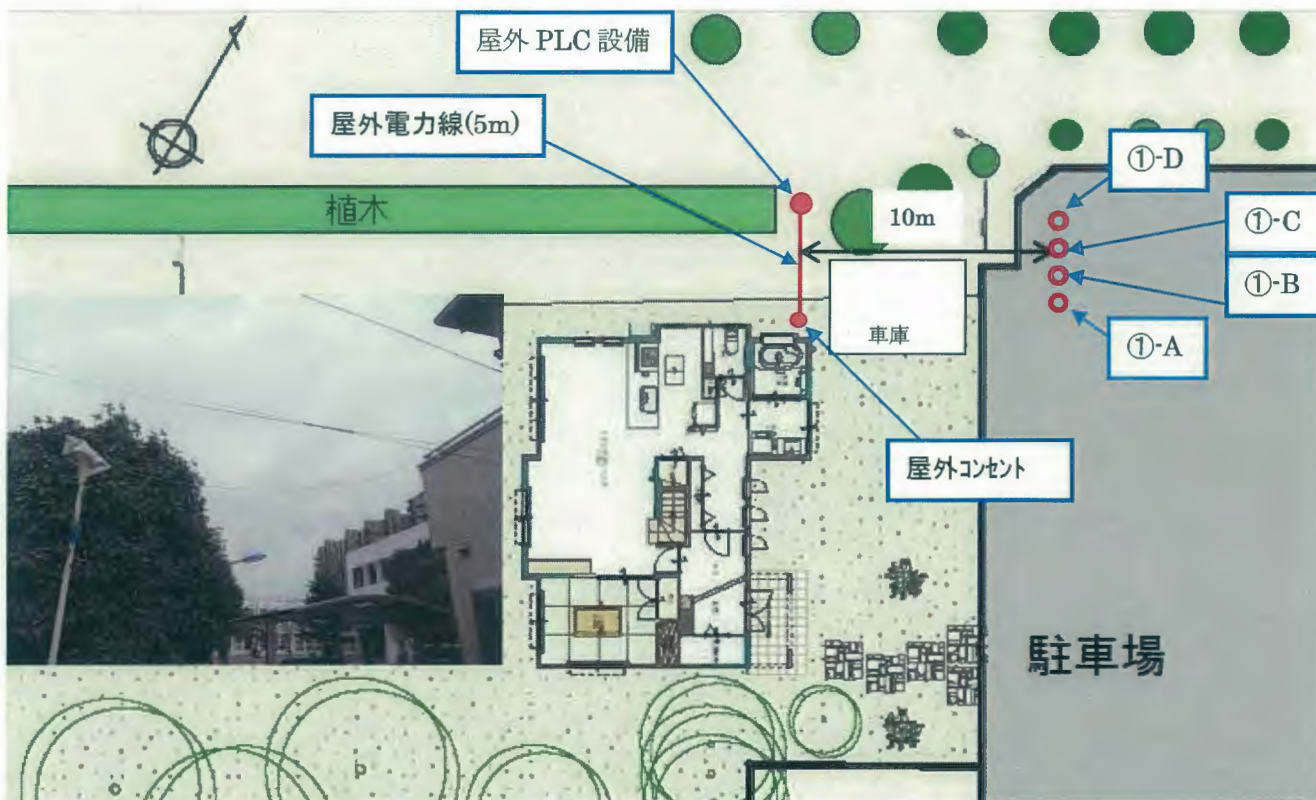 屋外 PLC 設備
屋外電力線(5m)
①-D
植木
10m
①-C
①-B
車庫
①-A
屋外コンセント
駐車場